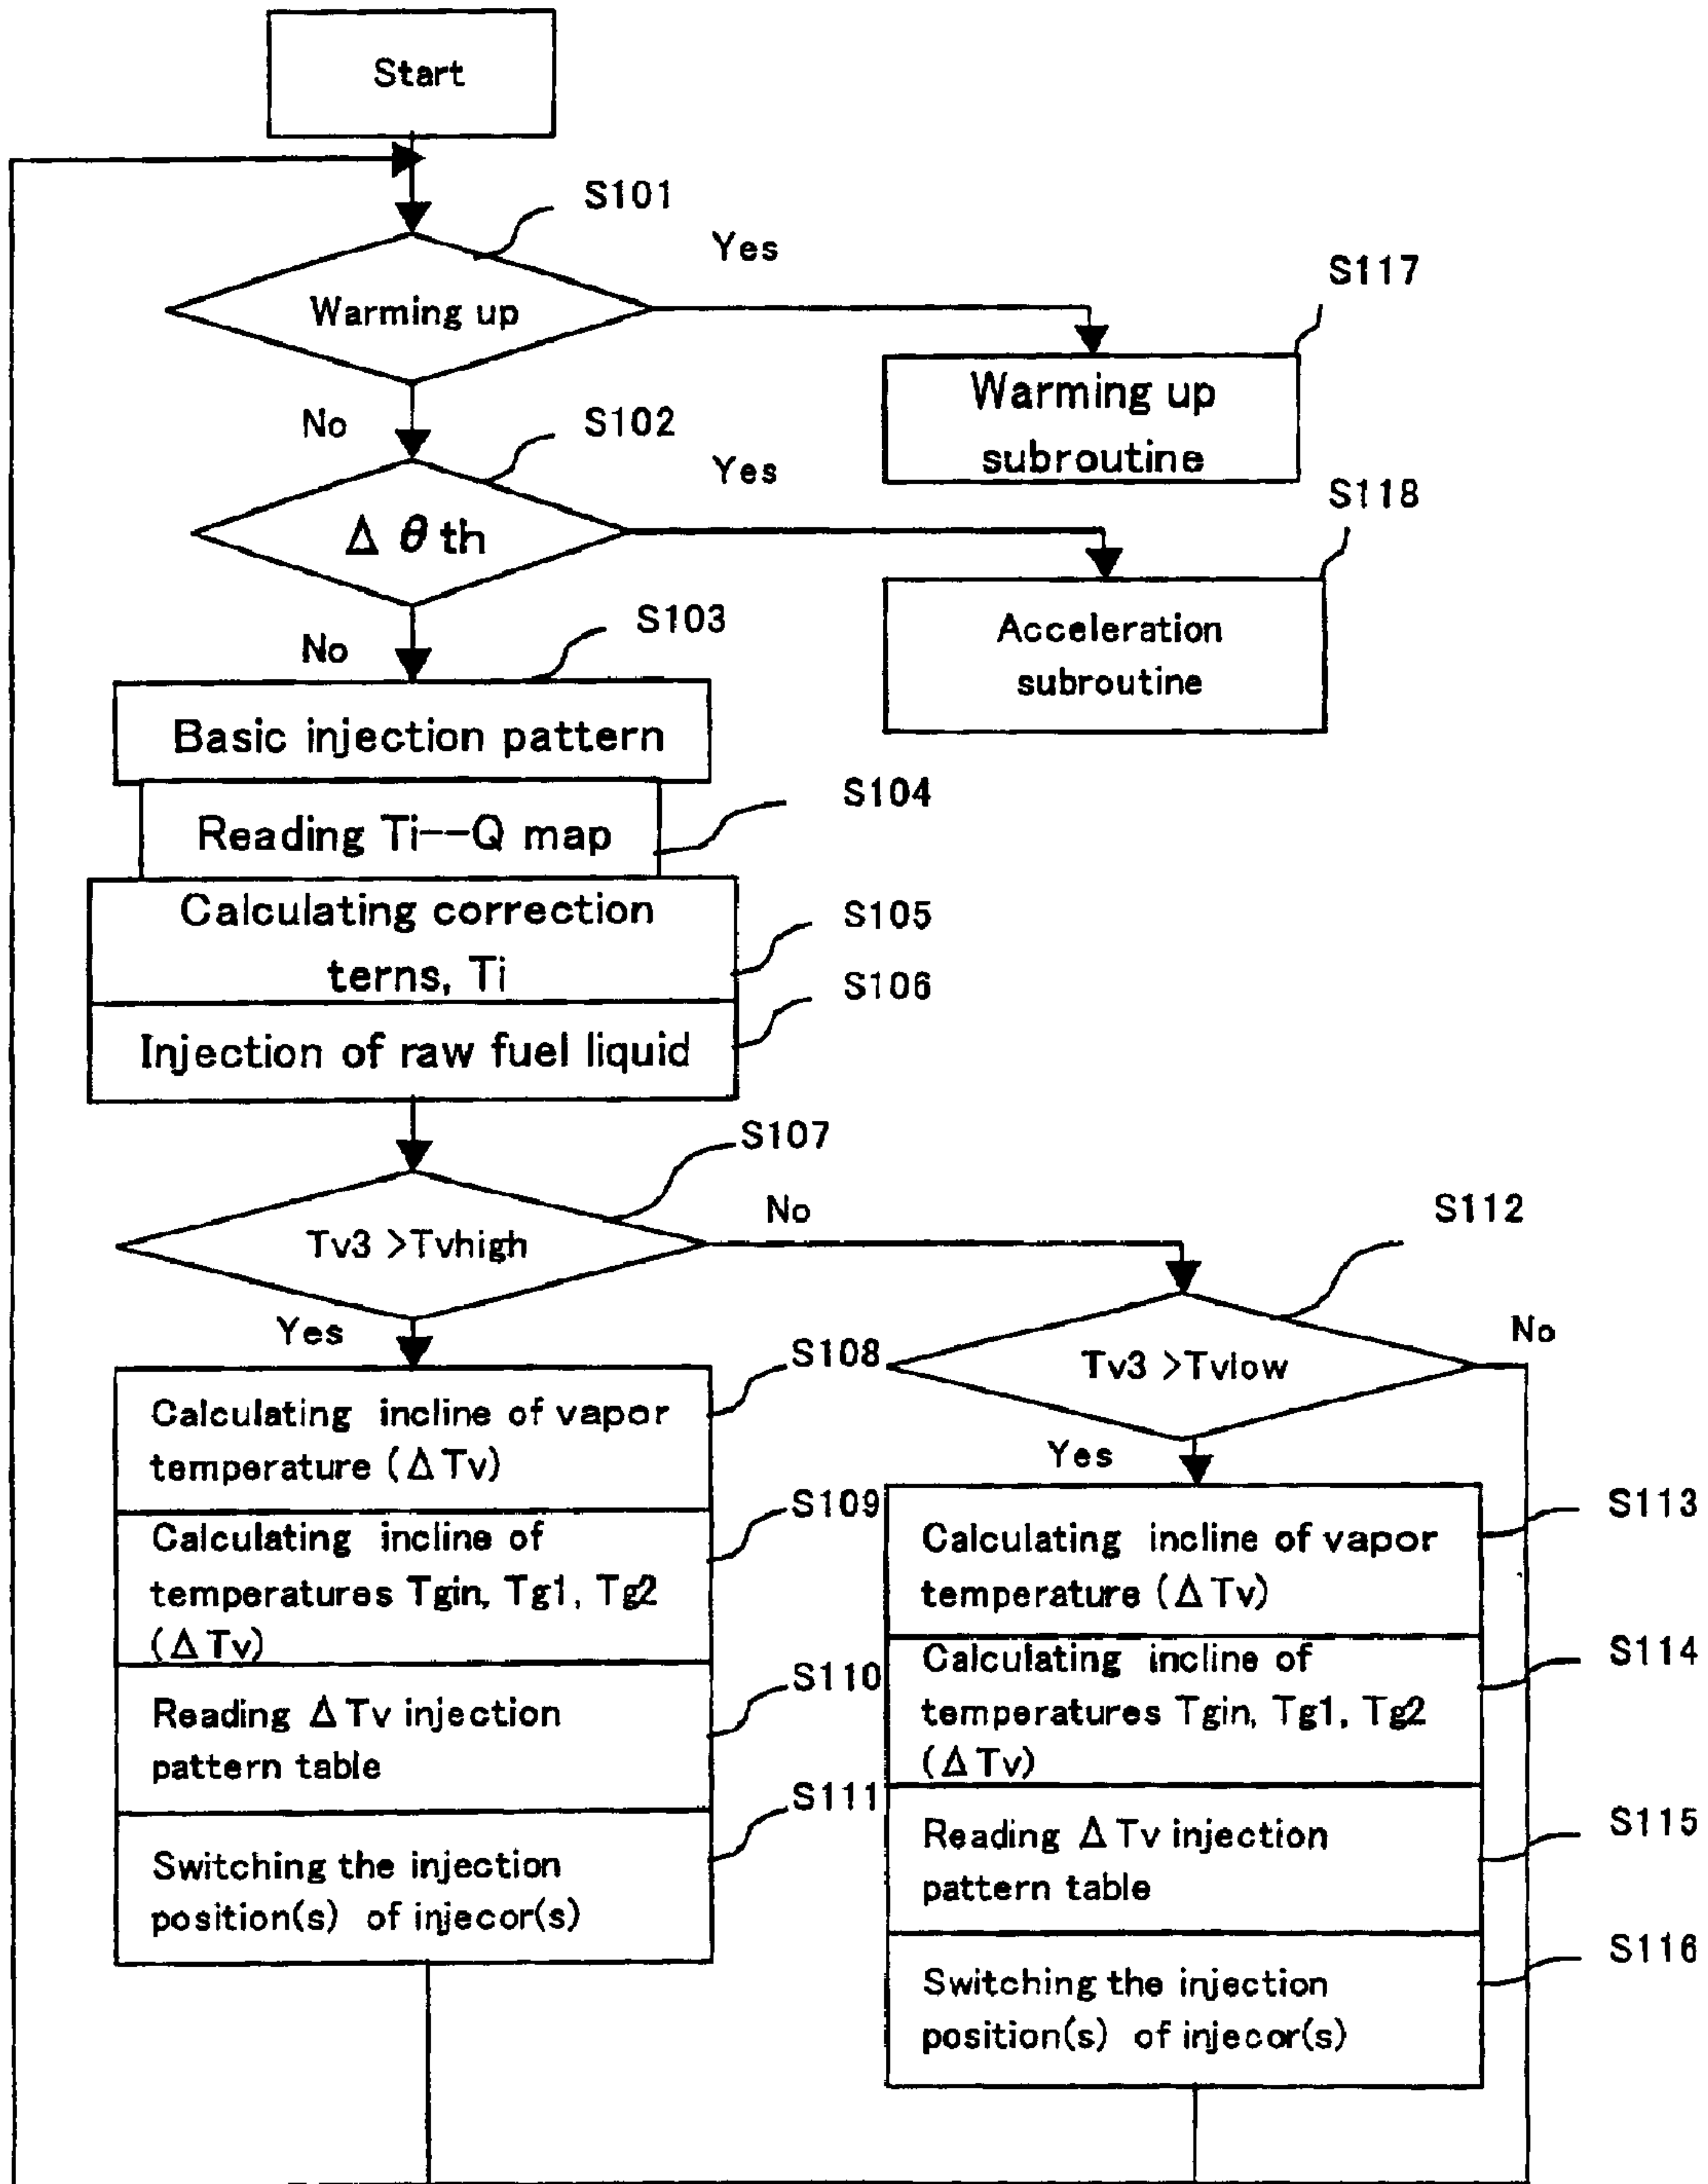 Start
S101
Yes
Warming up
S117
Warming up
subroutine
No
S102
Yes
Δ θ th
S118
Acceleration
subroutine
No
S103
Basic injection pattern
S104
Reading Ti--Q map
Calculating correction
terns, Ti
S105
S106
Injection of raw fuel liquid
S107
No
Tv3 >Tvhigh
S112
Yes
No
Tv3 >Tvlow
S108
Calculating incline of vapor
temperature (ΔTv)
Yes
S109
Calculating incline of
temperatures Tgin, Tg1, Tg2
(ΔTv)
S113
Calculating incline of vapor
temperature (ΔTv)
S110
Reading ΔTv injection
pattern table
S114
Calculating incline of
temperatures Tgin, Tg1, Tg2
(ΔTv)
S111
Switching the injection
position(s) of injecor(s)
S115
Reading ΔTv injection
pattern table
S116
Switching the injection
position(s) of injecor(s)